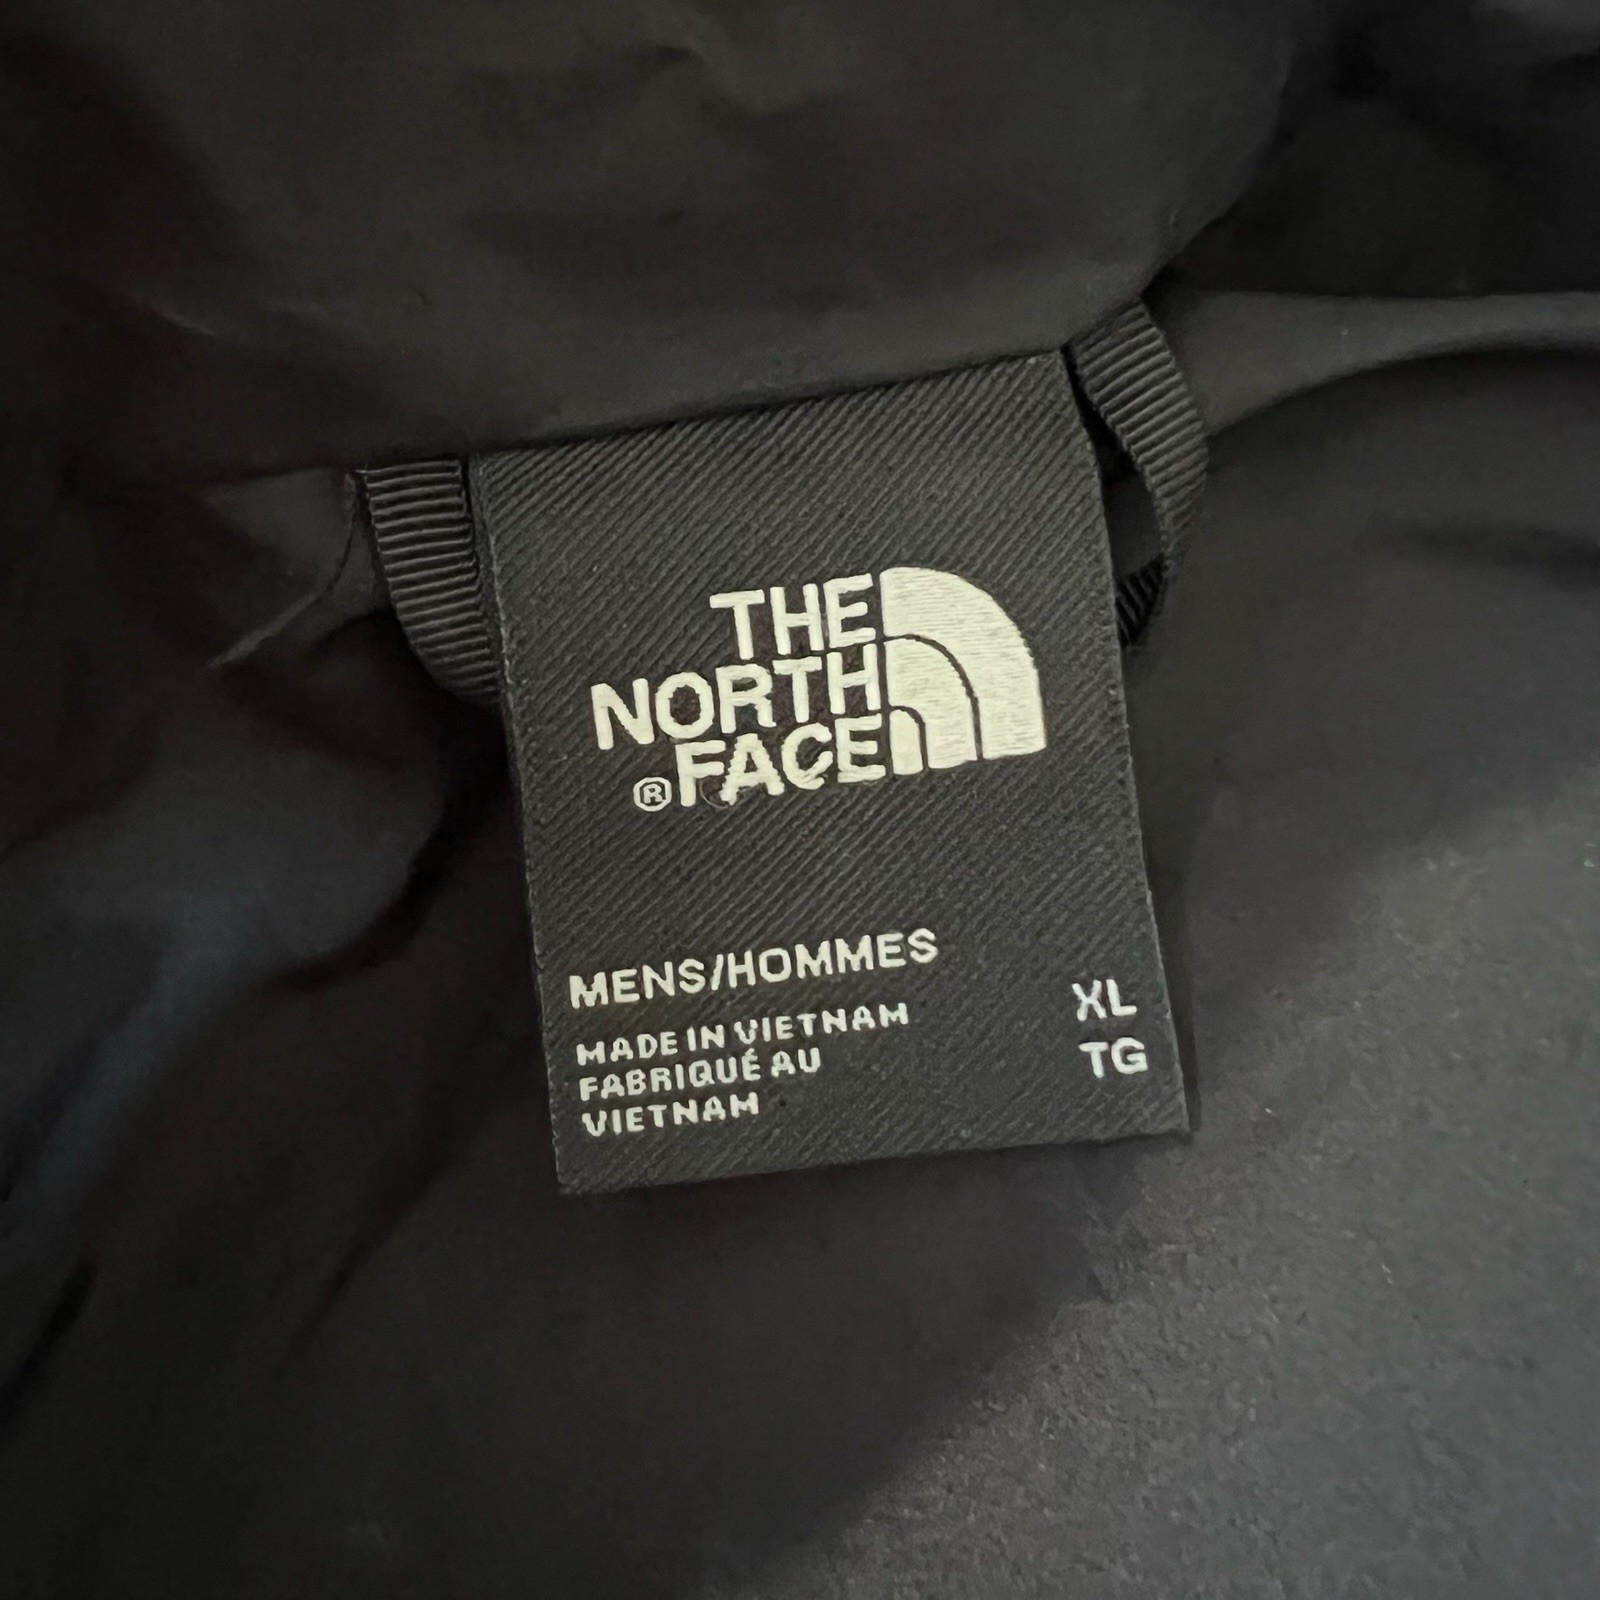 THE
NORTH
®FACE
MENS/HOMMES
MADE IN VIETNAM
FABRIQUÉ AU
VIETNAM
XL
TG